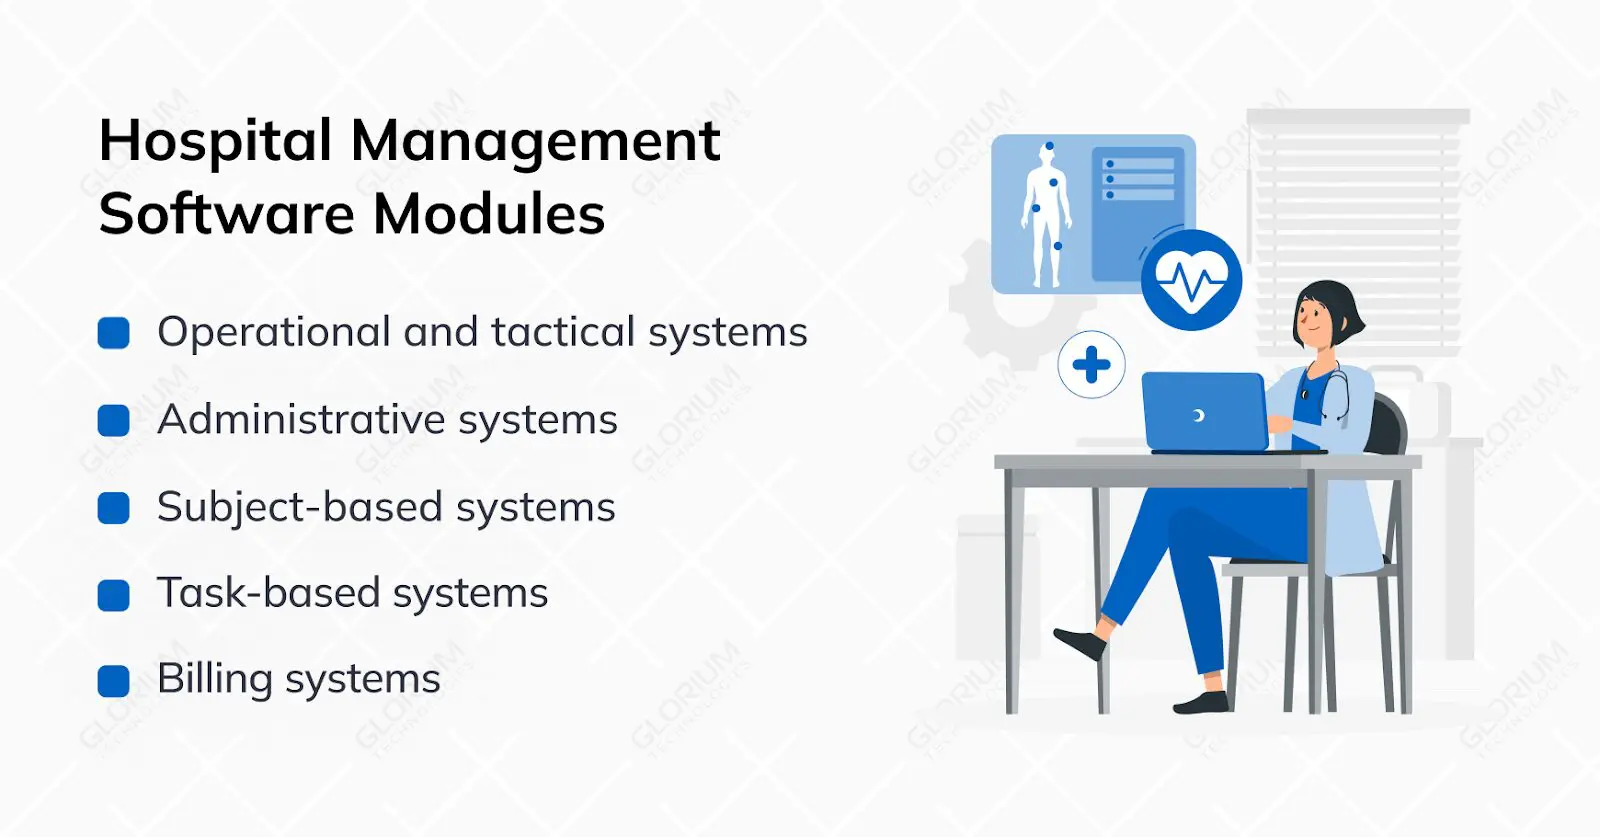 Hospital Management
Software Modules
Operational and tactical systems
Administrative systems
Subject-based systems
Task-based systems
Billing systems
GLORIUM
TECHNOLOGIES